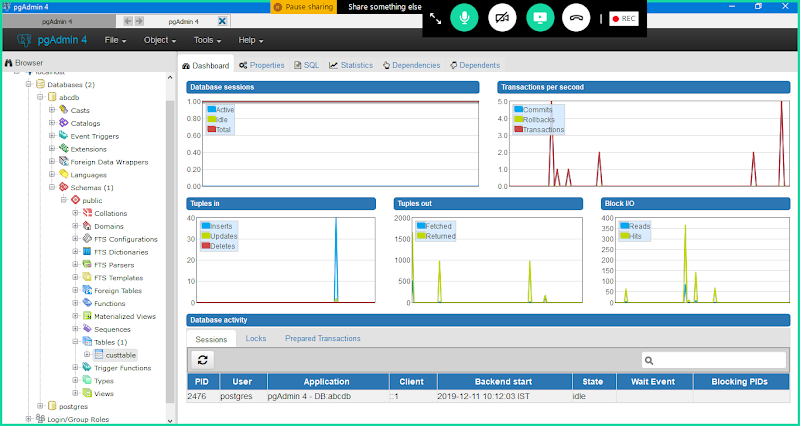 pgAdmin 4
pgAdmin 4
Pause sharing
Share something else
REC
pgAdmin 4
File
Object
Tools
Help
Browser
Dashboard
Properties
SQL
Statistics
Dependencies
Dependents
localhost
Databases (2)
abcdb
Casts
Catalogs
Event Triggers
Extensions
Foreign Data Wrappers
Languages
Schemas (1)
public
Collations
Domains
FTS Configurations
FTS Dictionaries
FTS Parsers
FTS Templates
Foreign Tables
Functions
Materialized Views
Sequences
Tables (1)
custtable
Trigger Functions
Types
Views
postgres
Login/Group Roles
Database sessions
1.00
0.80
0.60
0.40
0.20
0.00
Active
Idle
Total
Transactions per second
5.0
4.0
3.0
2.0
1.0
0.0
Commits
Rollbacks
Transactions
Tuples in
40
30
20
10
0
Inserts
Updates
Deletes
Tuples out
2000
1500
1000
500
0
Fetched
Returned
Block I/O
400
350
300
250
200
150
100
50
0
Reads
Hits
Database activity
Sessions
Locks
Prepared Transactions
PID User Application Client Backend start State Wait Event Blocking PIDs
2476 postgres pgAdmin 4 - DB:abcdb ::1 2019-12-11 10:12:03 IST idle